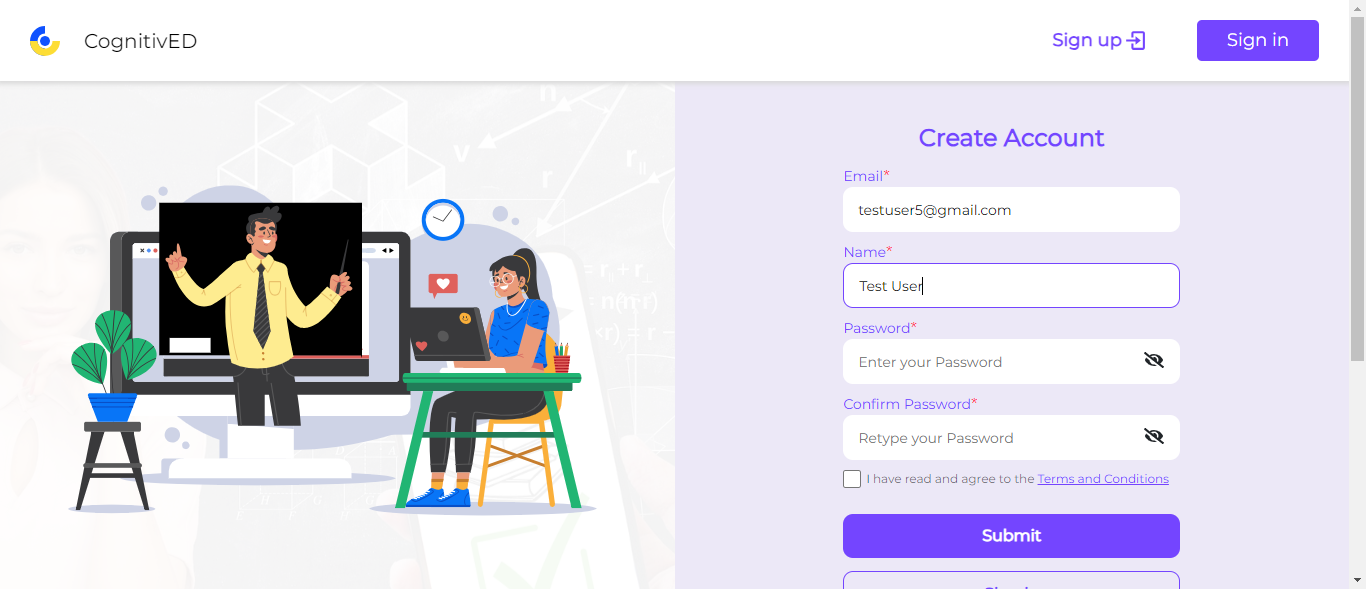 CognitivED
Sign up
Sign in
Create Account
Email*
testuser5@gmail.com
Name*
Test User
Password*
Enter your Password
Confirm Password*
Retype your Password
I have read and agree to the Terms and Conditions
Submit